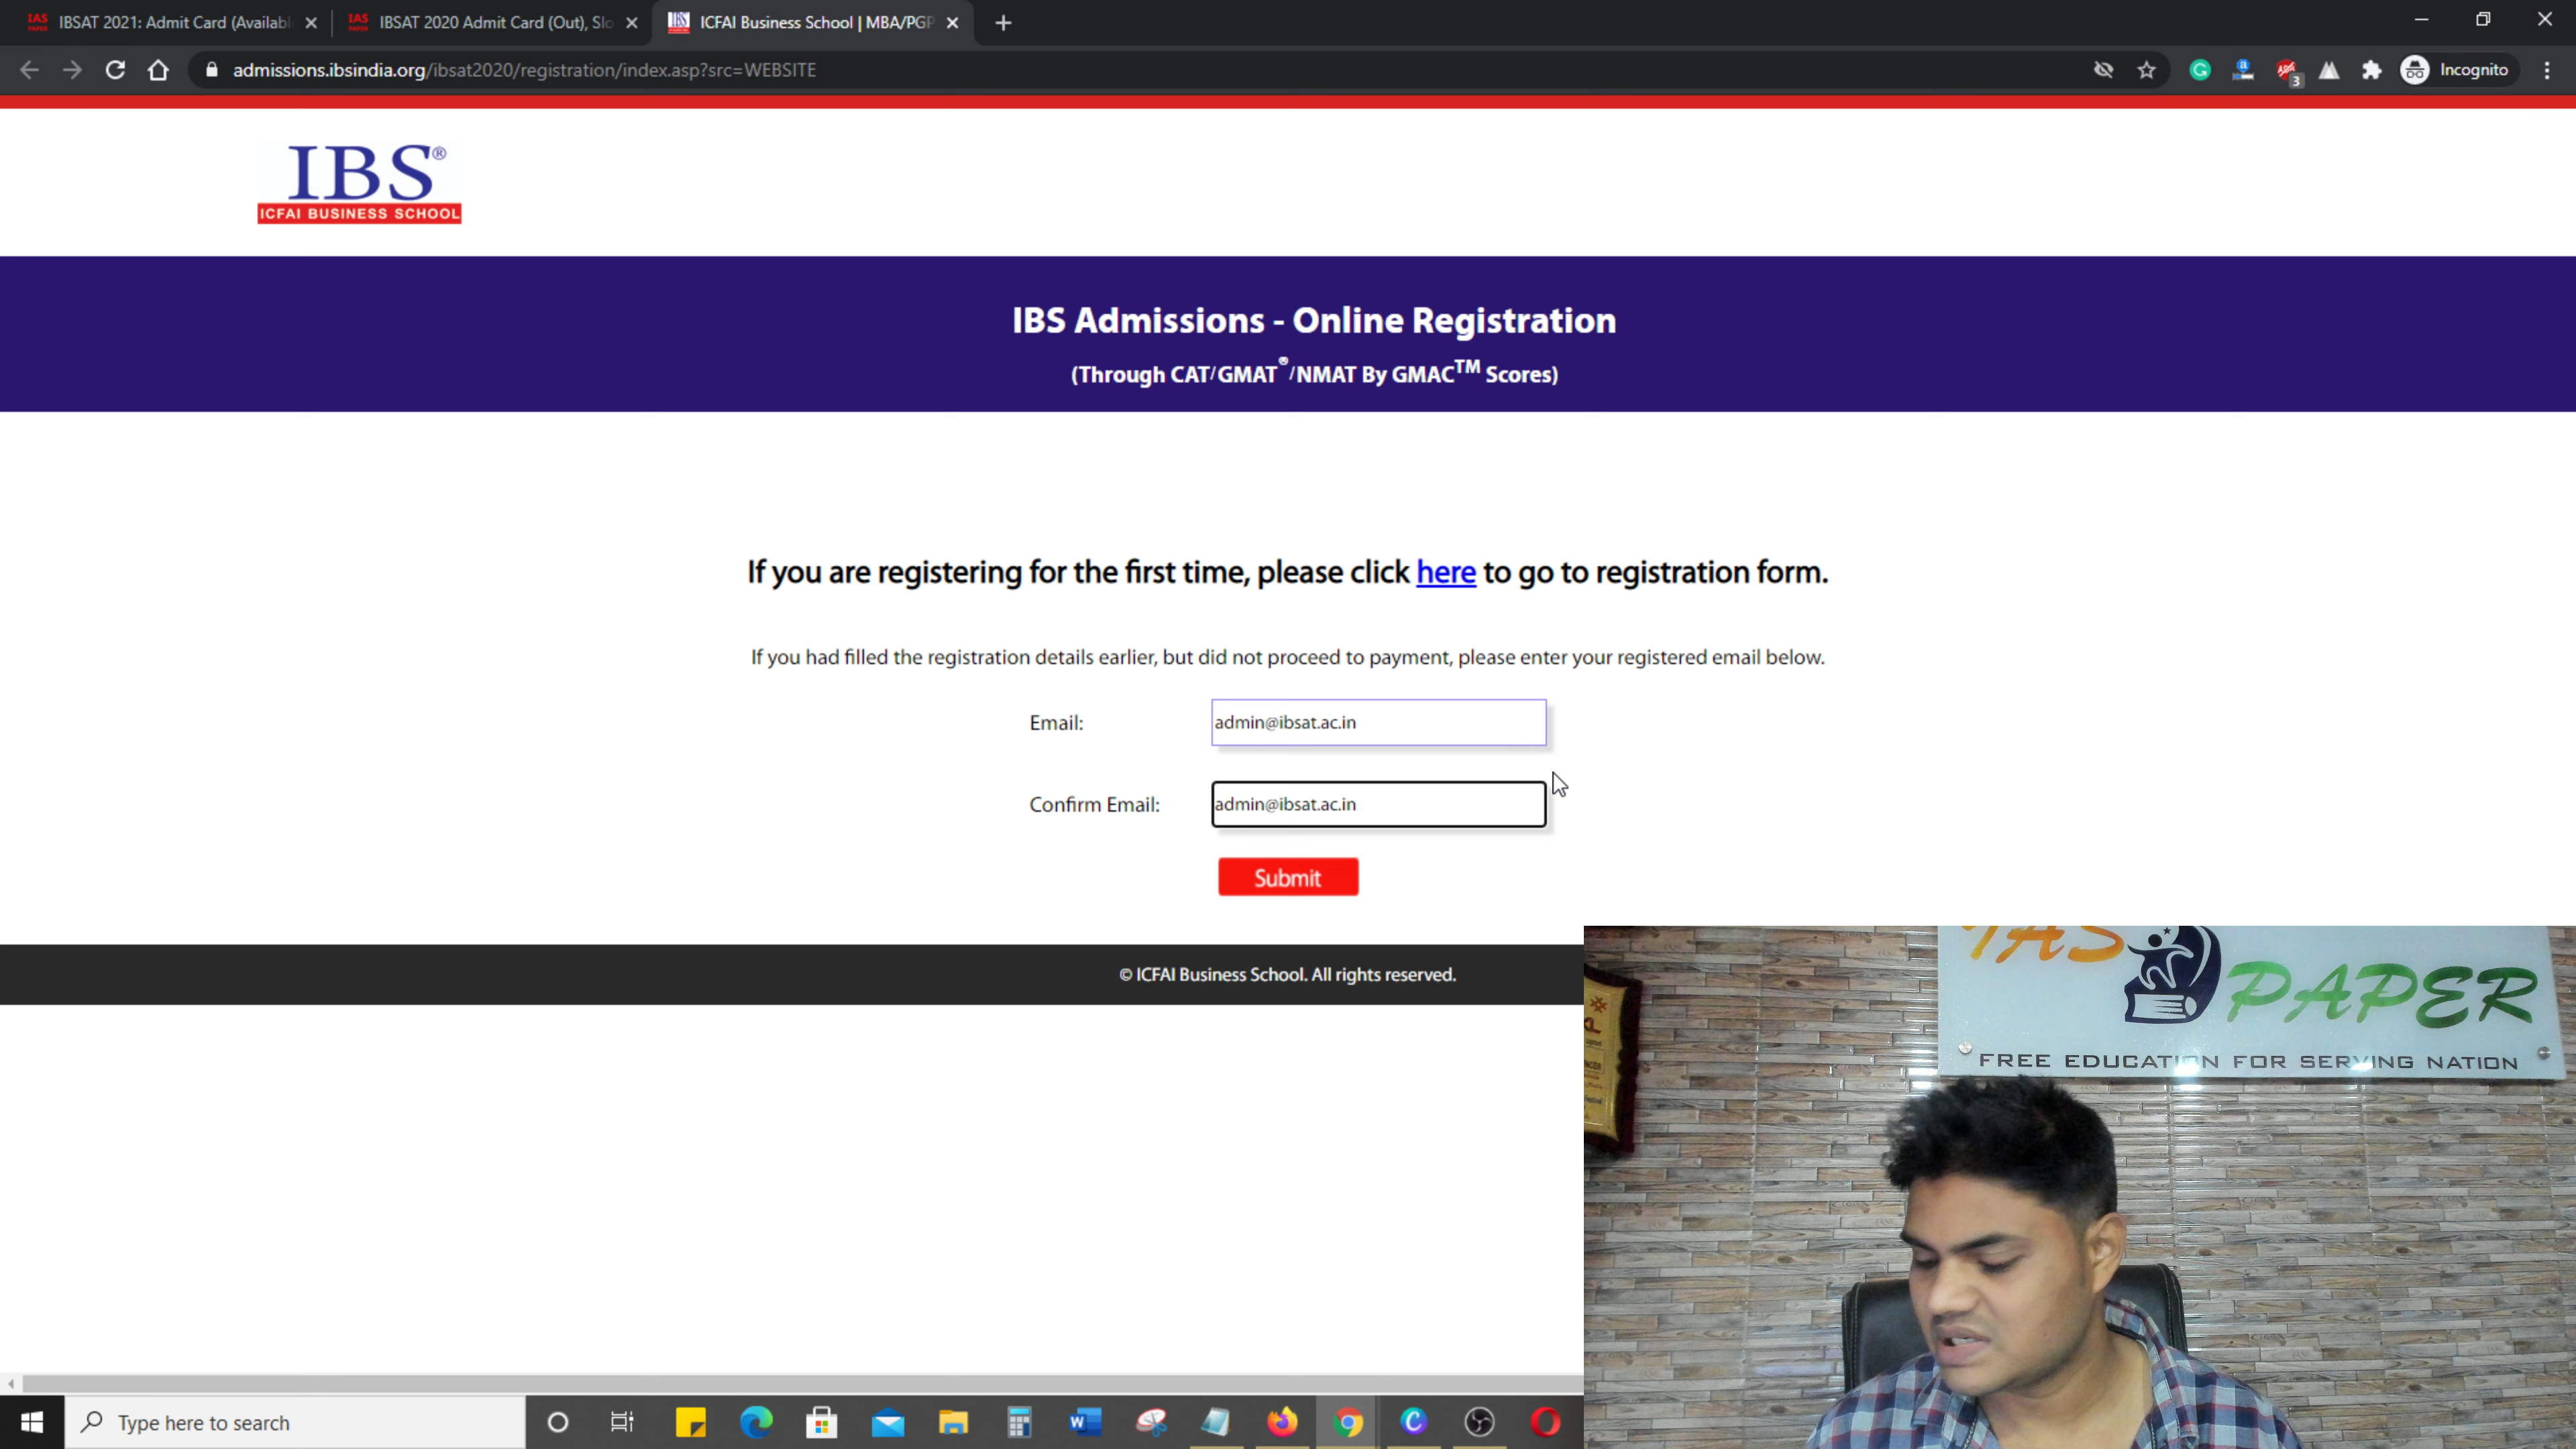 IBSAT 2021: Admit Card (Availabl
IBSAT 2020 Admit Card (Out), Slo
ICFAI Business School | MBA/PGP
admissions.ibsindia.org/ibsat2020/registration/index.asp?src=WEBSITE
3
Incognito
IBS®
ICFAI BUSINESS SCHOOL
IBS Admissions - Online Registration
(Through CAT/GMAT®/NMAT By GMAC™ Scores)
If you are registering for the first time, please click here to go to registration form.
If you had filled the registration details earlier, but did not proceed to payment, please enter your registered email below.
Email: admin@ibsat.ac.in
Confirm Email: admin@ibsat.ac.in
Submit
© ICFAI Business School. All rights reserved.
IAS PAPER
FREE EDUCATION FOR SERVING NATION
Type here to search